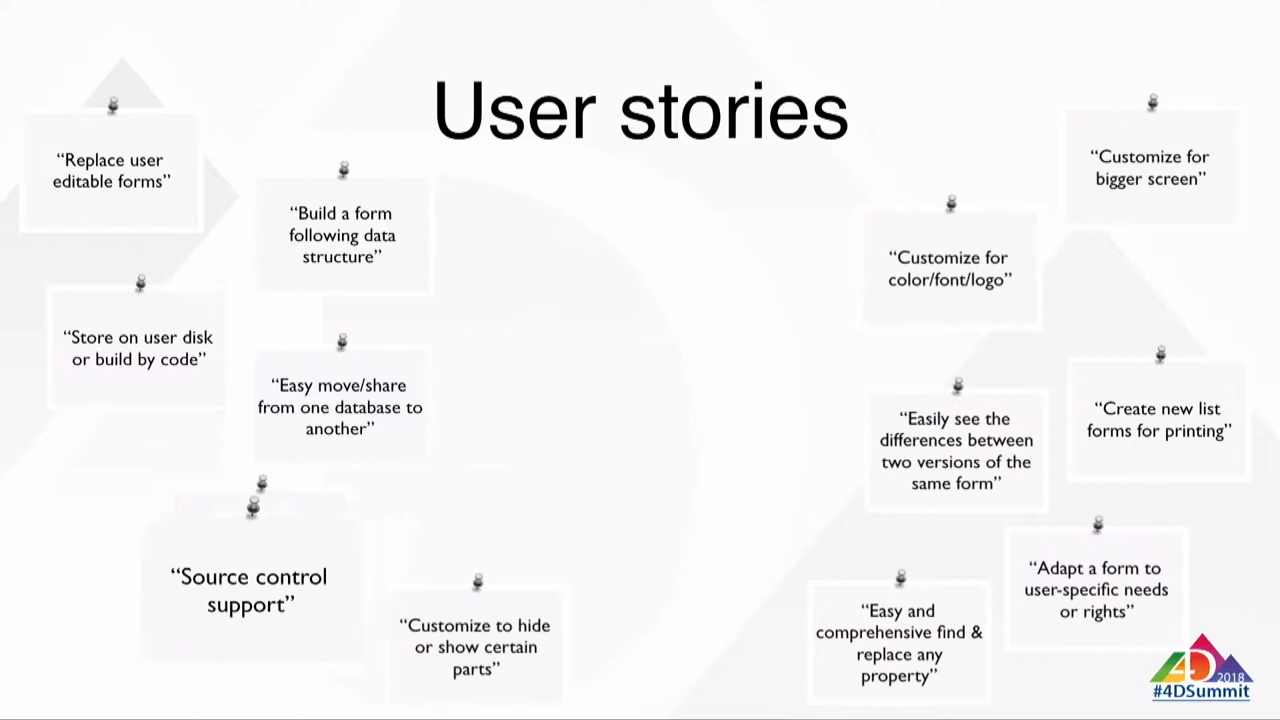 User stories
“Replace user
editable forms”
“Build a form
following data
structure”
“Store on user disk
or build by code”
“Easy move/share
from one database to
another”
“Source control
support”
“Customize to hide
or show certain
parts”
“Customize for
bigger screen”
“Customize for
color/font/logo”
“Create new list
forms for printing”
“Easily see the
differences between
two versions of the
same form”
“Adapt a form to
user-specific needs
or rights”
“Easy and
comprehensive find &
replace any
property”
4D 2018
#4DSummit